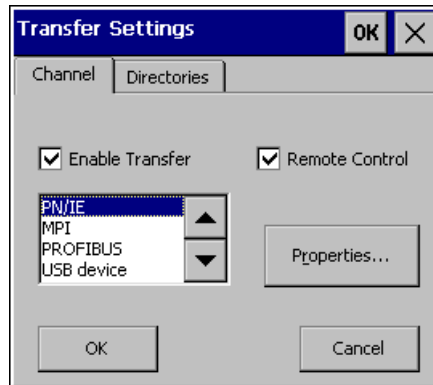 Transfer Settings OK
Channel Directories
Enable Transfer Remote Control
PN/IE
MPI
PROFIBUS
USB device
Properties...
OK Cancel